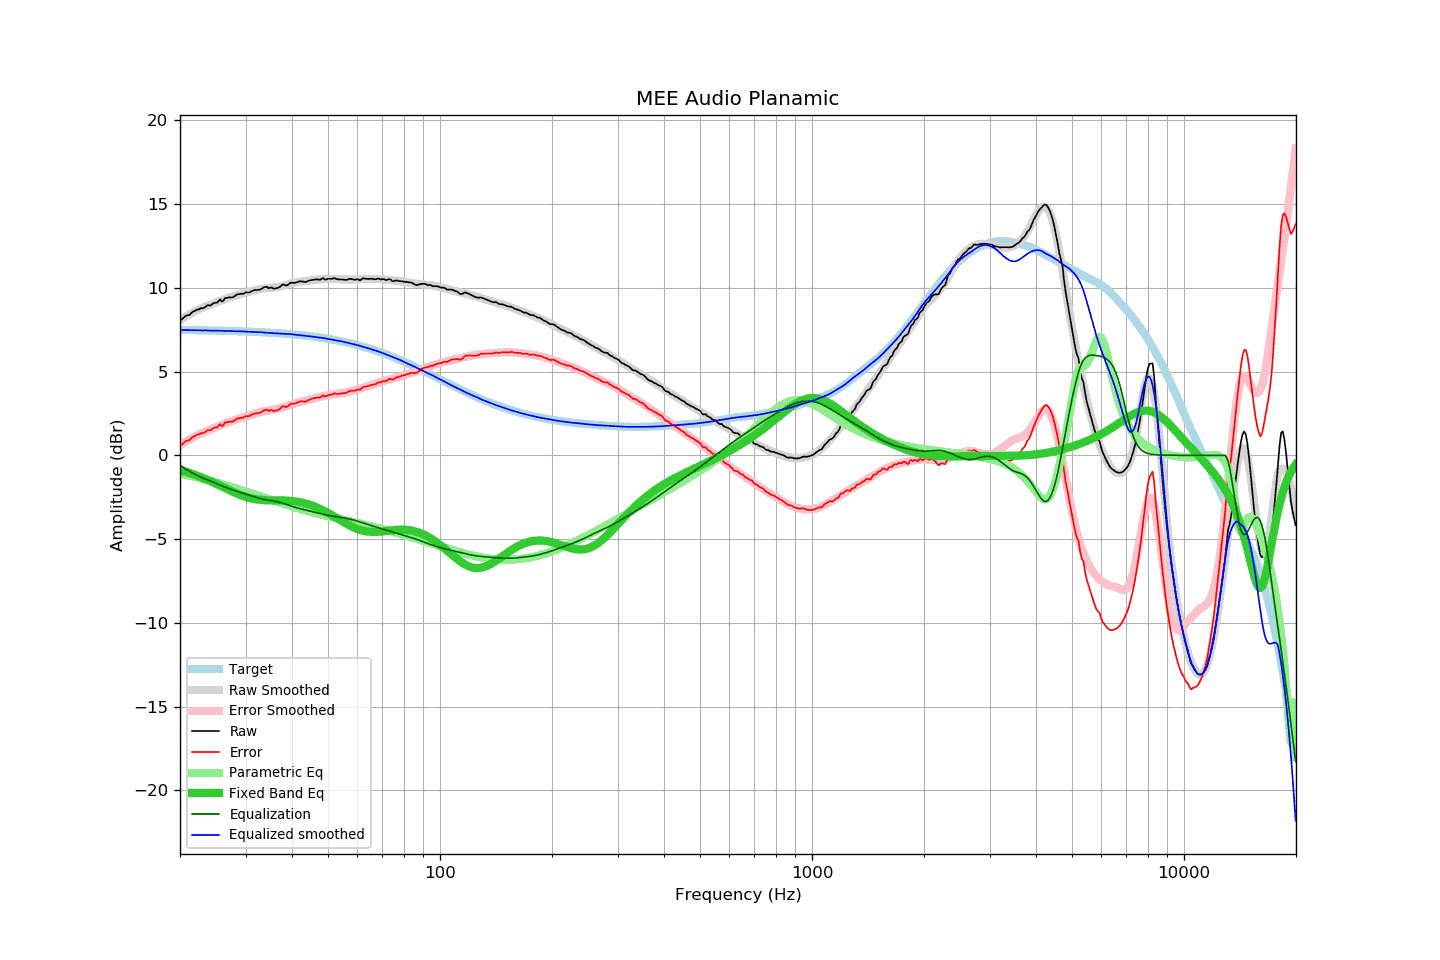 MEE Audio Planamic
20
15
10
5
0
−5
−10
−15
−20
Amplitude (dBr)
Target
Raw Smoothed
Error Smoothed
Raw
Error
Parametric Eq
Fixed Band Eq
Equalization
Equalized smoothed
100
1000
10000
Frequency (Hz)